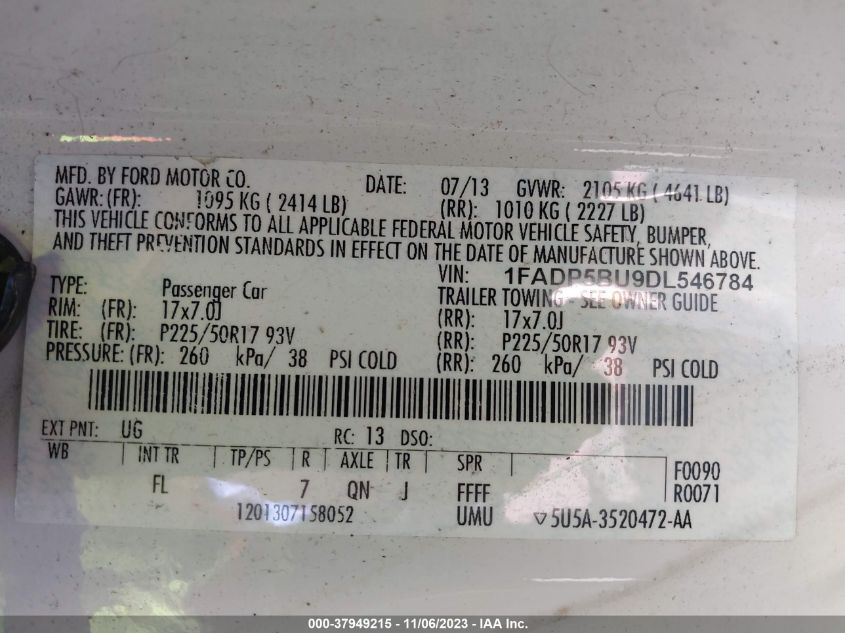 MFD. BY FORD MOTOR CO. DATE: 07/13 GVWR: 2105 KG ( 4641 LB)
GAWR: (FR): 1095 KG ( 2414 LB) (RR): 1010 KG ( 2227 LB)
THIS VEHICLE CONFORMS TO ALL APPLICABLE FEDERAL MOTOR VEHICLE SAFETY, BUMPER,
AND THEFT PREVENTION STANDARDS IN EFFECT ON THE DATE OF MANUFACTURE SHOWN ABOVE.
VIN: 1FADP5BU9DL546784
TYPE: Passenger Car TRAILER TOWING - SEE OWNER GUIDE
RIM: (FR): 17x7.0J (RR): 17x7.0J
TIRE: (FR): P225/50R17 93V (RR): P225/50R17 93V
PRESSURE: (FR): 260 kPa/ 38 PSI COLD (RR): 260 kPa/ 38 PSI COLD
EXT PNT: UG RC: 13 DSO:
WB INT TR TP/PS R AXLE TR SPR F0090
FL 7 QN J FFFF R0071
1201307158052 UMU ▽5U5A-3520472-AA
000-37949215 - 11/06/2023 - IAA Inc.